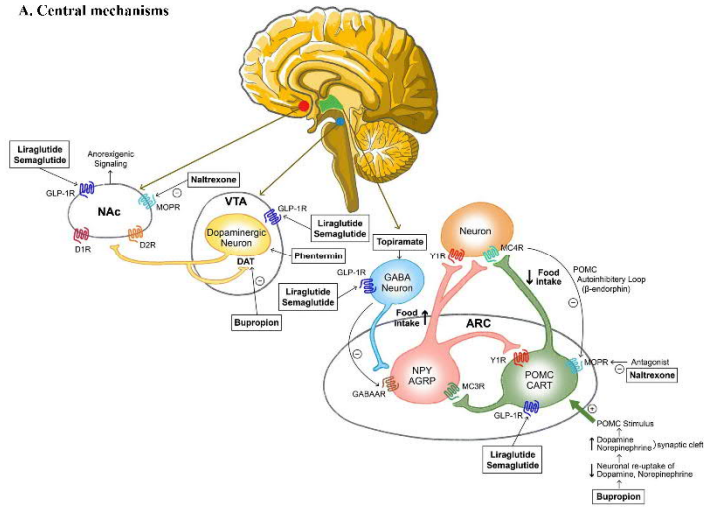 A. Central mechanisms
Liraglutide
Semaglutide
Anorexigenic
Signaling
GLP-1R
Naltrexone
−
MOPR
NAc
D1R
D2R
VTA
GLP-1R
Liraglutide
Semaglutide
Dopaminergic
Neuron
DAT
Phentermin
−
Bupropion
Topiramate
GLP-1R
GABA
Neuron
Liraglutide
Semaglutide
−
GABAAR
Neuron
Y1R
MC4R
Food
intake
Food
intake
POMC
Autoinhibitery Loop
(β-endorphin)
−
ARC
NPY
AGRP
Y1R
MC3R
POMC
CART
GLP-1R
MOPR
Antagonist
−
Naltrexone
Liraglutide
Semaglutide
+
POMC Stimulus
Dopamine
Norepinephrine
) synaptic cleft
Neuronal re-uptake of
Dopamine, Norepinephrine
Bupropion